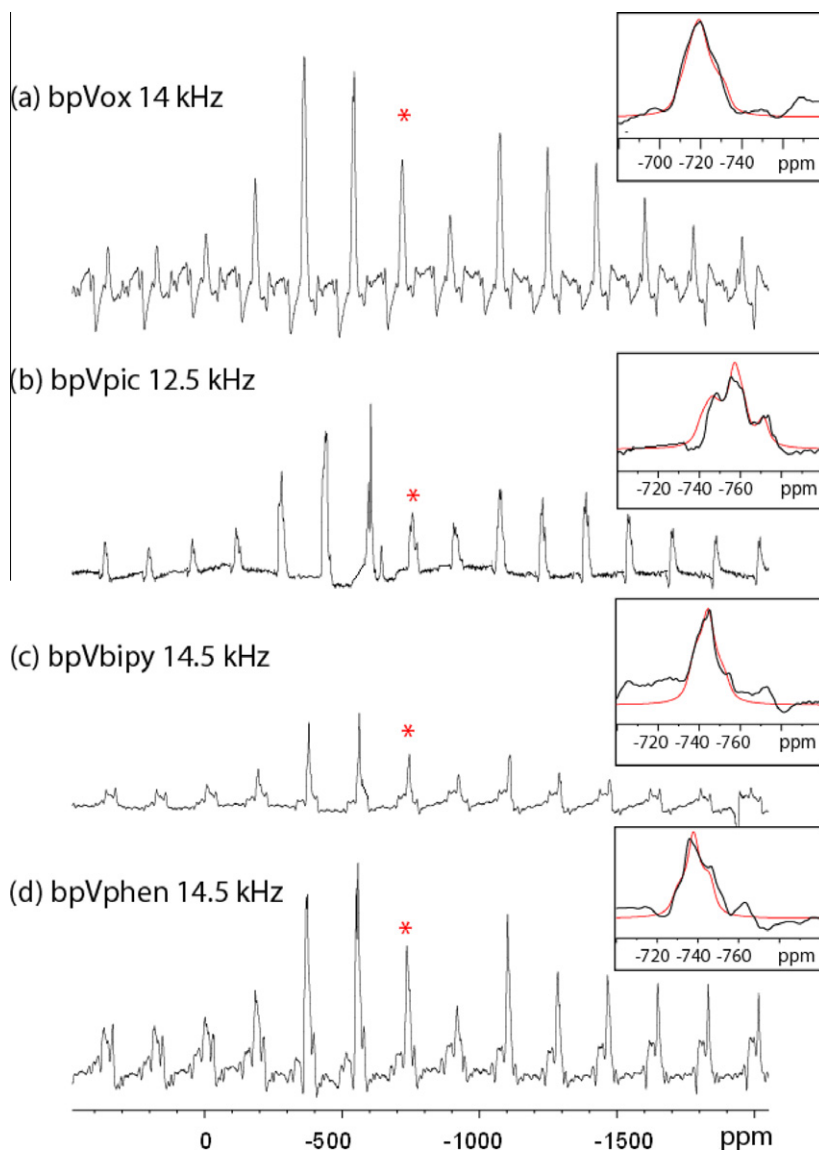 (a) bpVox 14 kHz
*
-700 -720 -740 ppm
(b) bpVpic 12.5 kHz
*
-720 -740 -760 ppm
(c) bpVbipy 14.5 kHz
*
-720 -740 -760 ppm
(d) bpVphen 14.5 kHz
*
-720 -740 -760 ppm
0 -500 -1000 -1500 ppm